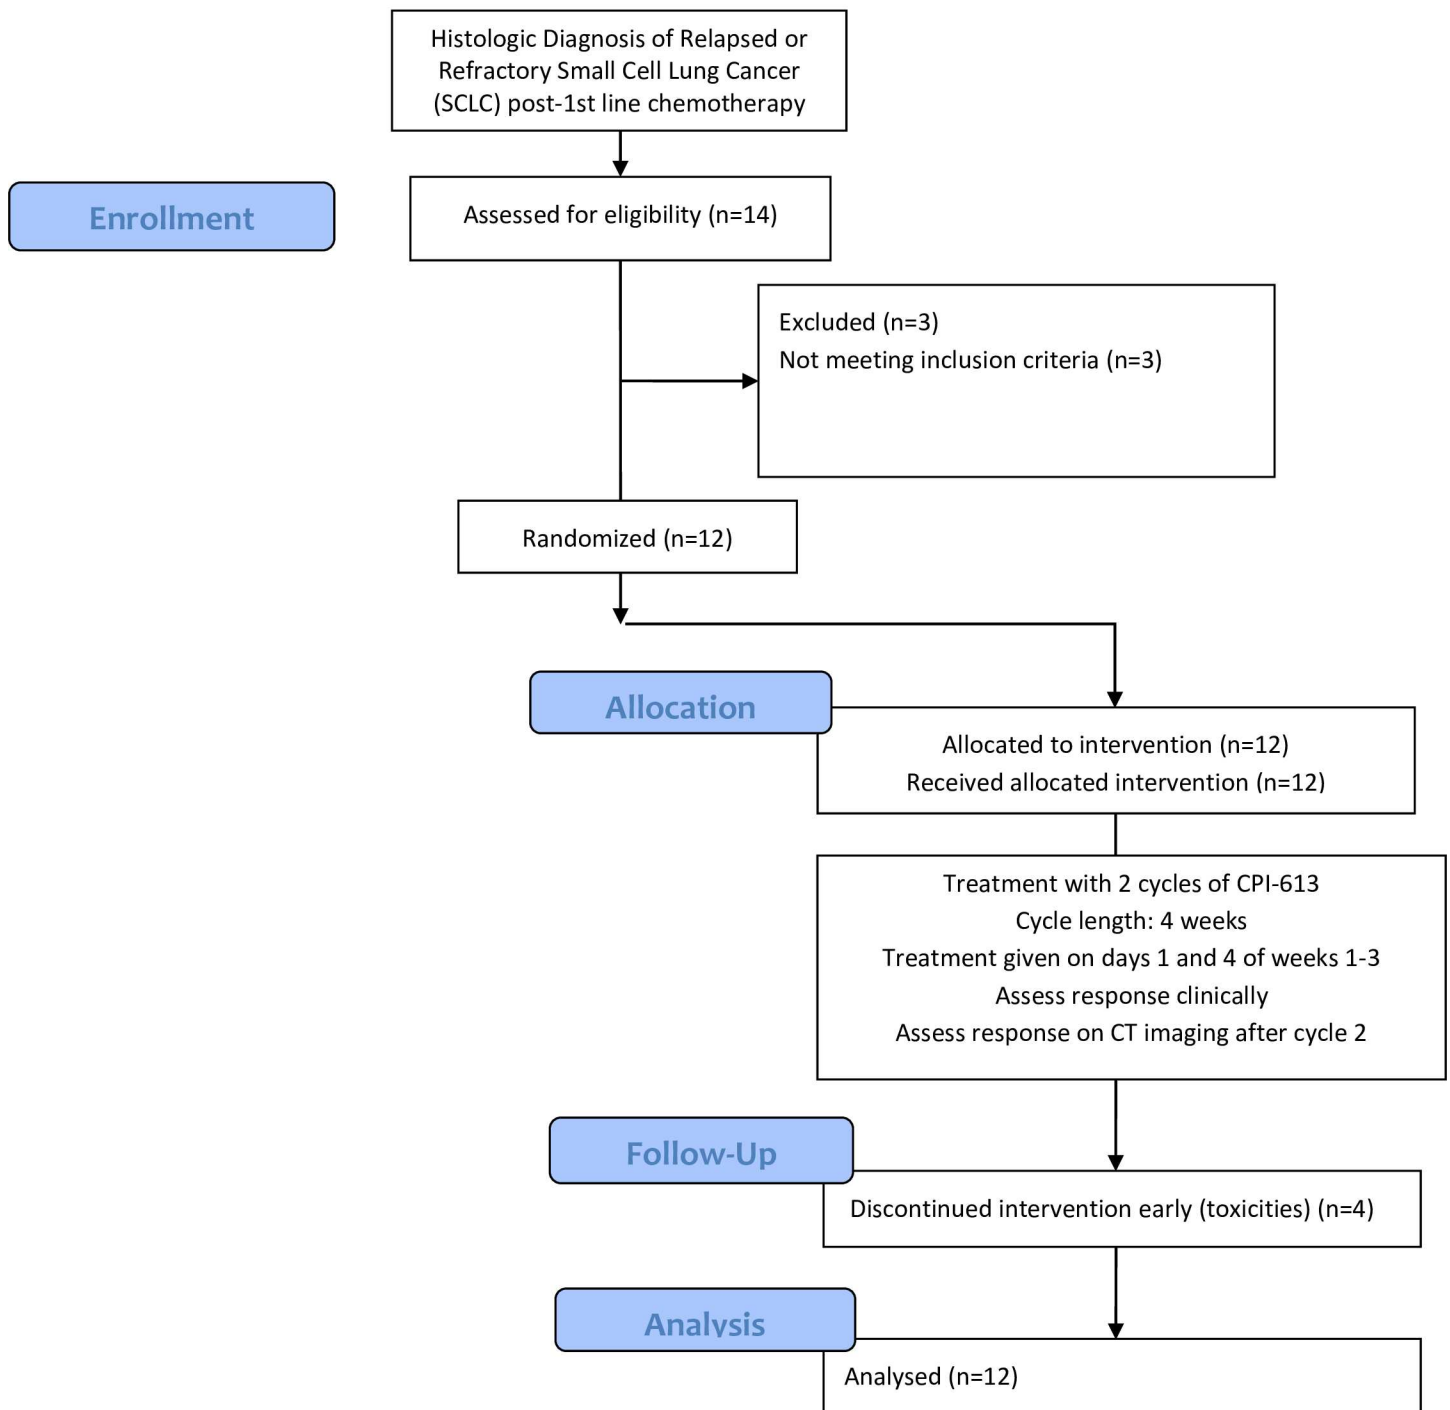 Histologic Diagnosis of Relapsed or
Refractory Small Cell Lung Cancer
(SCLC) post-1st line chemotherapy
Enrollment
Assessed for eligibility (n=14)
Excluded (n=3)
Not meeting inclusion criteria (n=3)
Randomized (n=12)
Allocation
Allocated to intervention (n=12)
Received allocated intervention (n=12)
Treatment with 2 cycles of CPI-613
Cycle length: 4 weeks
Treatment given on days 1 and 4 of weeks 1-3
Assess response clinically
Assess response on CT imaging after cycle 2
Follow-Up
Discontinued intervention early (toxicities) (n=4)
Analysis
Analysed (n=12)